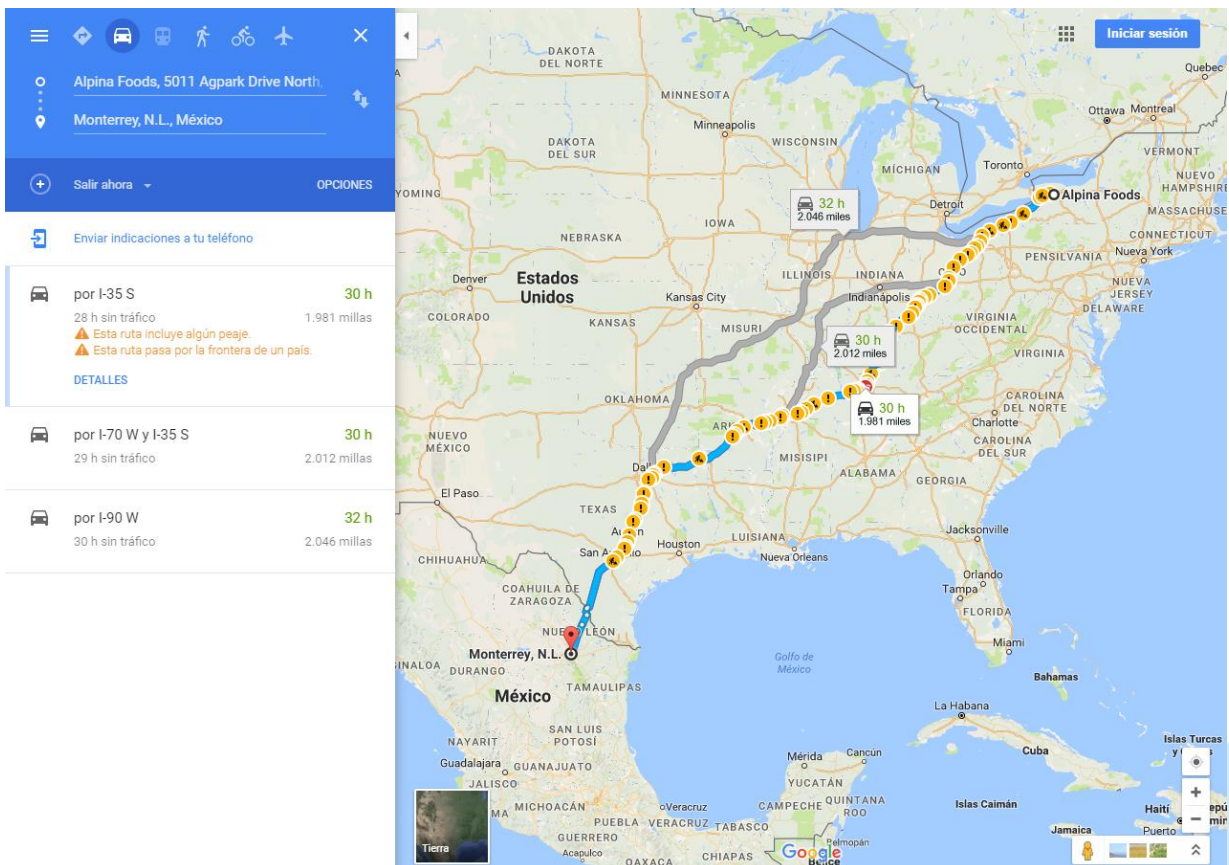 Alpina Foods, 5011 Agpark Drive North,
Monterrey, N.L., México
Salir ahora
OPCIONES
Enviar indicaciones a tu teléfono
por I-35 S 30 h
28 h sin tráfico 1.981 millas
Esta ruta incluye algún peaje.
Esta ruta pasa por la frontera de un país.
DETALLES
por I-70 W y I-35 S 30 h
29 h sin tráfico 2.012 millas
por I-90 W 32 h
30 h sin tráfico 2.046 millas
Iniciar sesión
DAKOTA
DEL NORTE
Quebec
MINNESOTA
Ottawa Montreal
Minneapolis
DAKOTA
DEL SUR
WISCONSIN
VERMONT
MÍCHIGAN
Toronto
NUEVO
HAMPSHIRE
YOMING
Alpina Foods
32 h
2.046 miles
Detroit
MASSACHUSE
IOWA
CONNECTICUT
NEBRASKA
Nueva York
PENSILVANIA
Denver
Estados
Unidos
ILLINOIS
INDIANA
NUEVA
JERSEY
Kansas City
Indianápolis
COLORADO
DELAWARE
KANSAS
MISURI
VIRGINIA
OCCIDENTAL
30 h
2.012 miles
VIRGINIA
OKLAHOMA
CAROLINA
DEL NORTE
30 h
1.981 miles
Charlotte
NUEVO
MÉXICO
CAROLINA
DEL SUR
MISISIPI
ALABAMA
GEORGIA
El Paso
TEXAS
LUISIANA
Jacksonville
Houston
CHIHUAHUA
Nueva Orleans
Orlando
COAHUILA DE
ZARAGOZA
Tampa
FLORIDA
Miami
Monterrey, N.L.
Golfo de
México
SINALOA
DURANGO
Bahamas
TAMAULIPAS
México
La Habana
SAN LUIS
POTOSÍ
NAYARIT
Cuba
Islas Turcas
Mérida
Cancún
Guadalajara
GUANAJUATO
JALISCO
YUCATÁN
MICHOACÁN
Veracruz
CAMPECHE
QUINTANA
ROO
Islas Caimán
Haití
PUEBLA
VERACRUZ
TABASCO
Jamaica
Puerto
GUERRERO
Belmopán
Tierra
Acapulco
OAXACA
CHIAPAS
Google
Belice